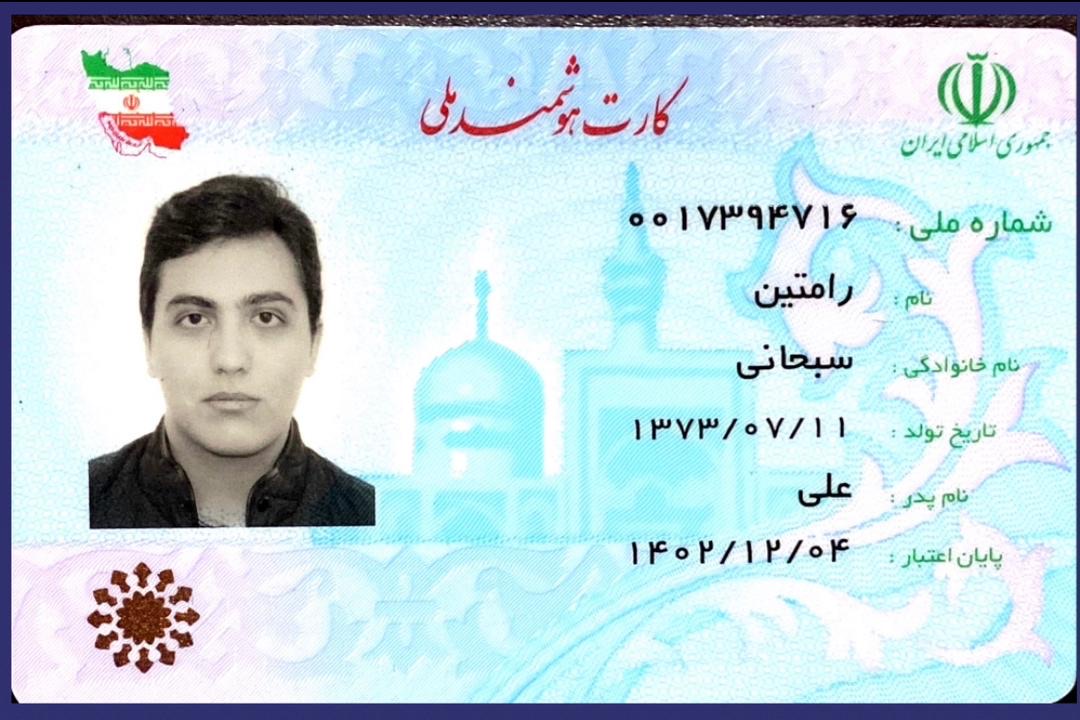 کارت هوشمند ملی
جمهوری اسلامی ایران
شماره ملی : ۰۰۱۷۳۹۴۷۱۶
نام : رامتین
نام خانوادگی : سبحانی
تاریخ تولد : ۱۳۷۳/۰۷/۱۱
نام پدر : علی
پایان اعتبار : ۱۴۰۲/۱۲/۰۴